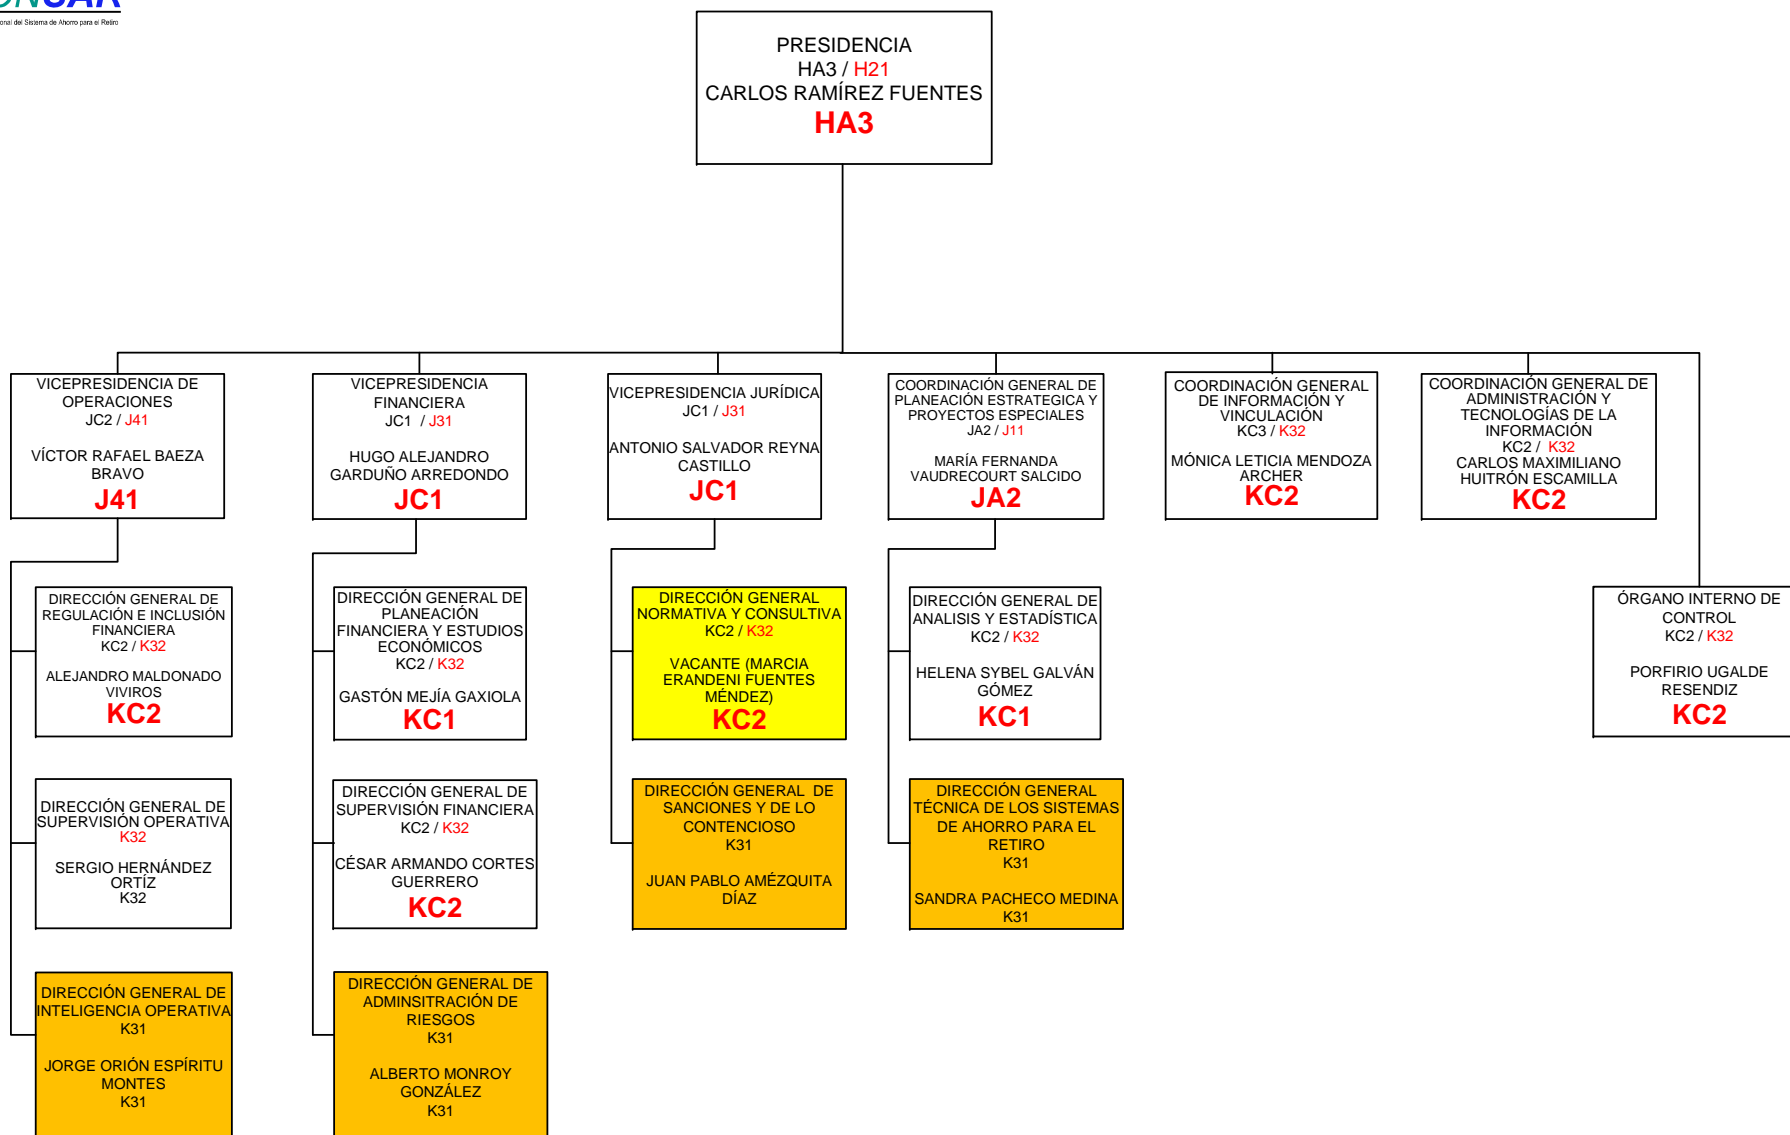 onal del Sistema de Ahorro para el Retiro
PRESIDENCIA
HA3 / H21
CARLOS RAMÍREZ FUENTES
HA3
VICEPRESIDENCIA DE
OPERACIONES
JC2 / J41
VÍCTOR RAFAEL BAEZA
BRAVO
J41
VICEPRESIDENCIA
FINANCIERA
JC1 / J31
HUGO ALEJANDRO
GARDUÑO ARREDONDO
JC1
VICEPRESIDENCIA JURÍDICA
JC1 / J31
ANTONIO SALVADOR REYNA
CASTILLO
JC1
COORDINACIÓN GENERAL DE
PLANEACIÓN ESTRATEGICA Y
PROYECTOS ESPECIALES
JA2 / J11
MARÍA FERNANDA
VAUDRECOURT SALCIDO
JA2
COORDINACIÓN GENERAL
DE INFORMACIÓN Y
VINCULACIÓN
KC3 / K32
MÓNICA LETICIA MENDOZA
ARCHER
KC2
COORDINACIÓN GENERAL DE
ADMINISTRACIÓN Y
TECNOLOGÍAS DE LA
INFORMACIÓN
KC2 / K32
CARLOS MAXIMILIANO
HUITRÓN ESCAMILLA
KC2
DIRECCIÓN GENERAL DE
REGULACIÓN E INCLUSIÓN
FINANCIERA
KC2 / K32
ALEJANDRO MALDONADO
VIVIROS
KC2
DIRECCIÓN GENERAL DE
PLANEACIÓN
FINANCIERA Y ESTUDIOS
ECONÓMICOS
KC2 / K32
GASTÓN MEJÍA GAXIOLA
KC1
DIRECCIÓN GENERAL
NORMATIVA Y CONSULTIVA
KC2 / K32
VACANTE (MARCIA
ERANDENI FUENTES
MÉNDEZ)
KC2
DIRECCIÓN GENERAL DE
ANALISIS Y ESTADÍSTICA
KC2 / K32
HELENA SYBEL GALVÁN
GÓMEZ
KC1
ÓRGANO INTERNO DE
CONTROL
KC2 / K32
PORFIRIO UGALDE
RESENDIZ
KC2
DIRECCIÓN GENERAL DE
SUPERVISIÓN OPERATIVA
K32
SERGIO HERNÁNDEZ
ORTÍZ
K32
DIRECCIÓN GENERAL DE
SUPERVISIÓN FINANCIERA
KC2 / K32
CÉSAR ARMANDO CORTES
GUERRERO
KC2
DIRECCIÓN GENERAL DE
SANCIONES Y DE LO
CONTENCIOSO
K31
JUAN PABLO AMÉZQUITA
DÍAZ
DIRECCIÓN GENERAL
TÉCNICA DE LOS SISTEMAS
DE AHORRO PARA EL
RETIRO
K31
SANDRA PACHECO MEDINA
K31
DIRECCIÓN GENERAL DE
INTELIGENCIA OPERATIVA
K31
JORGE ORIÓN ESPÍRITU
MONTES
K31
DIRECCIÓN GENERAL DE
ADMINSITRACIÓN DE
RIESGOS
K31
ALBERTO MONROY
GONZÁLEZ
K31